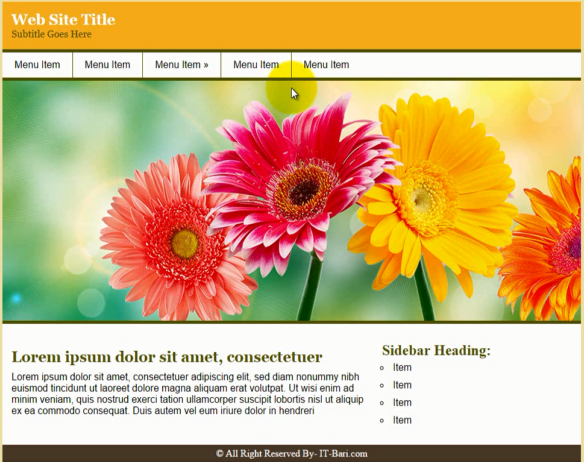 Web Site Title
Subtitle Goes Here
Menu Item Menu Item Menu Item » Menu Item Menu Item
Lorem ipsum dolor sit amet, consectetuer
Lorem ipsum dolor sit amet, consectetuer adipiscing elit, sed diam nonummy nibh
euismod tincidunt ut laoreet dolore magna aliquam erat volutpat. Ut wisi enim ad
minim veniam, quis nostrud exerci tation ullamcorper suscipit lobortis nisl ut aliquip
ex ea commodo consequat. Duis autem vel eum iriure dolor in hendreri
Sidebar Heading:
Item
Item
Item
Item
© All Right Reserved By- IT-Bari.com